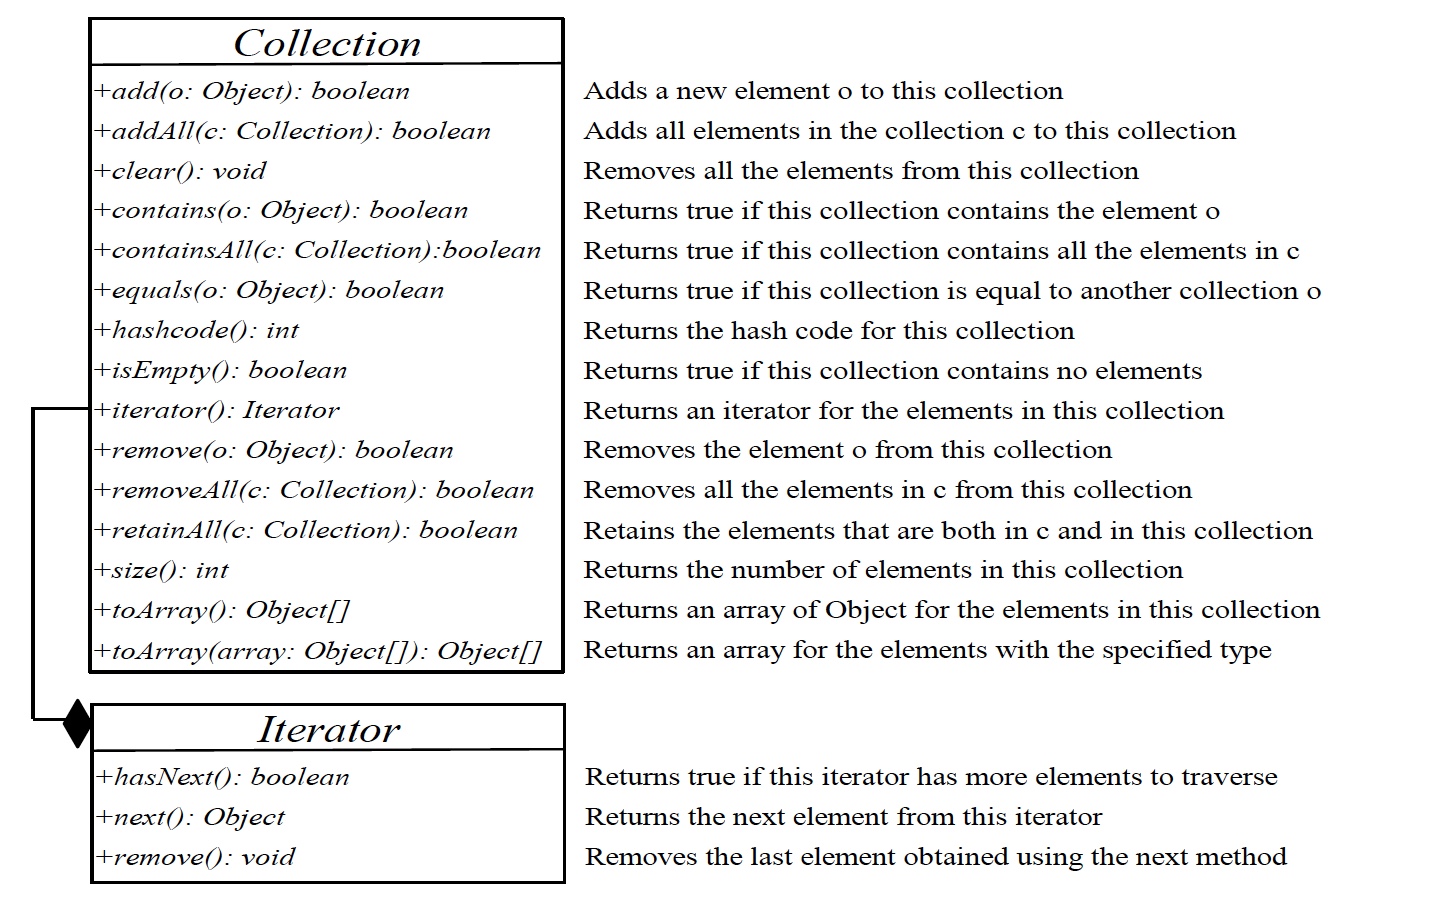 Collection
+add(o: Object): boolean Adds a new element o to this collection
+addAll(c: Collection): boolean Adds all elements in the collection c to this collection
+clear(): void Removes all the elements from this collection
+contains(o: Object): boolean Returns true if this collection contains the element o
+containsAll(c: Collection):boolean Returns true if this collection contains all the elements in c
+equals(o: Object): boolean Returns true if this collection is equal to another collection o
+hashcode(): int Returns the hash code for this collection
+isEmpty(): boolean Returns true if this collection contains no elements
+iterator(): Iterator Returns an iterator for the elements in this collection
+remove(o: Object): boolean Removes the element o from this collection
+removeAll(c: Collection): boolean Removes all the elements in c from this collection
+retainAll(c: Collection): boolean Retains the elements that are both in c and in this collection
+size(): int Returns the number of elements in this collection
+toArray(): Object[] Returns an array of Object for the elements in this collection
+toArray(array: Object[]): Object[] Returns an array for the elements with the specified type
Iterator
+hasNext(): boolean Returns true if this iterator has more elements to traverse
+next(): Object Returns the next element from this iterator
+remove(): void Removes the last element obtained using the next method